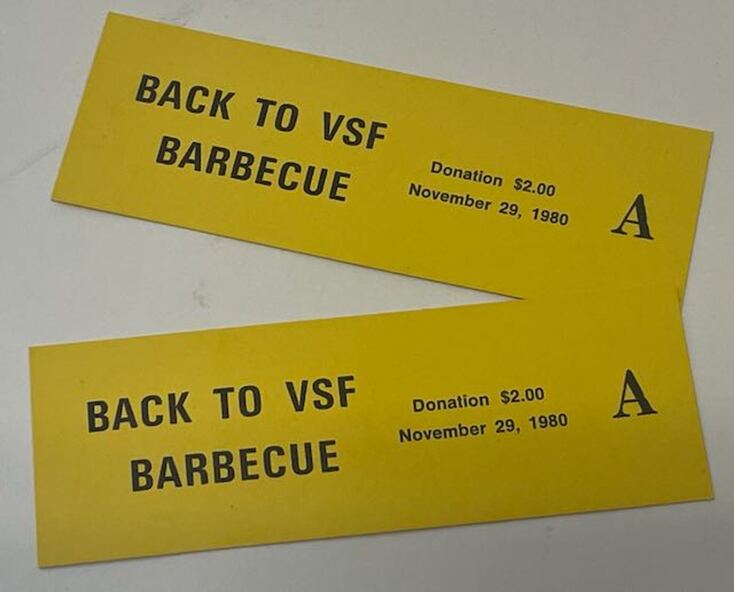 BACK TO VSF
BARBECUE
Donation $2.00
November 29, 1980
A
BACK TO VSF
BARBECUE
Donation $2.00
November 29, 1980
A